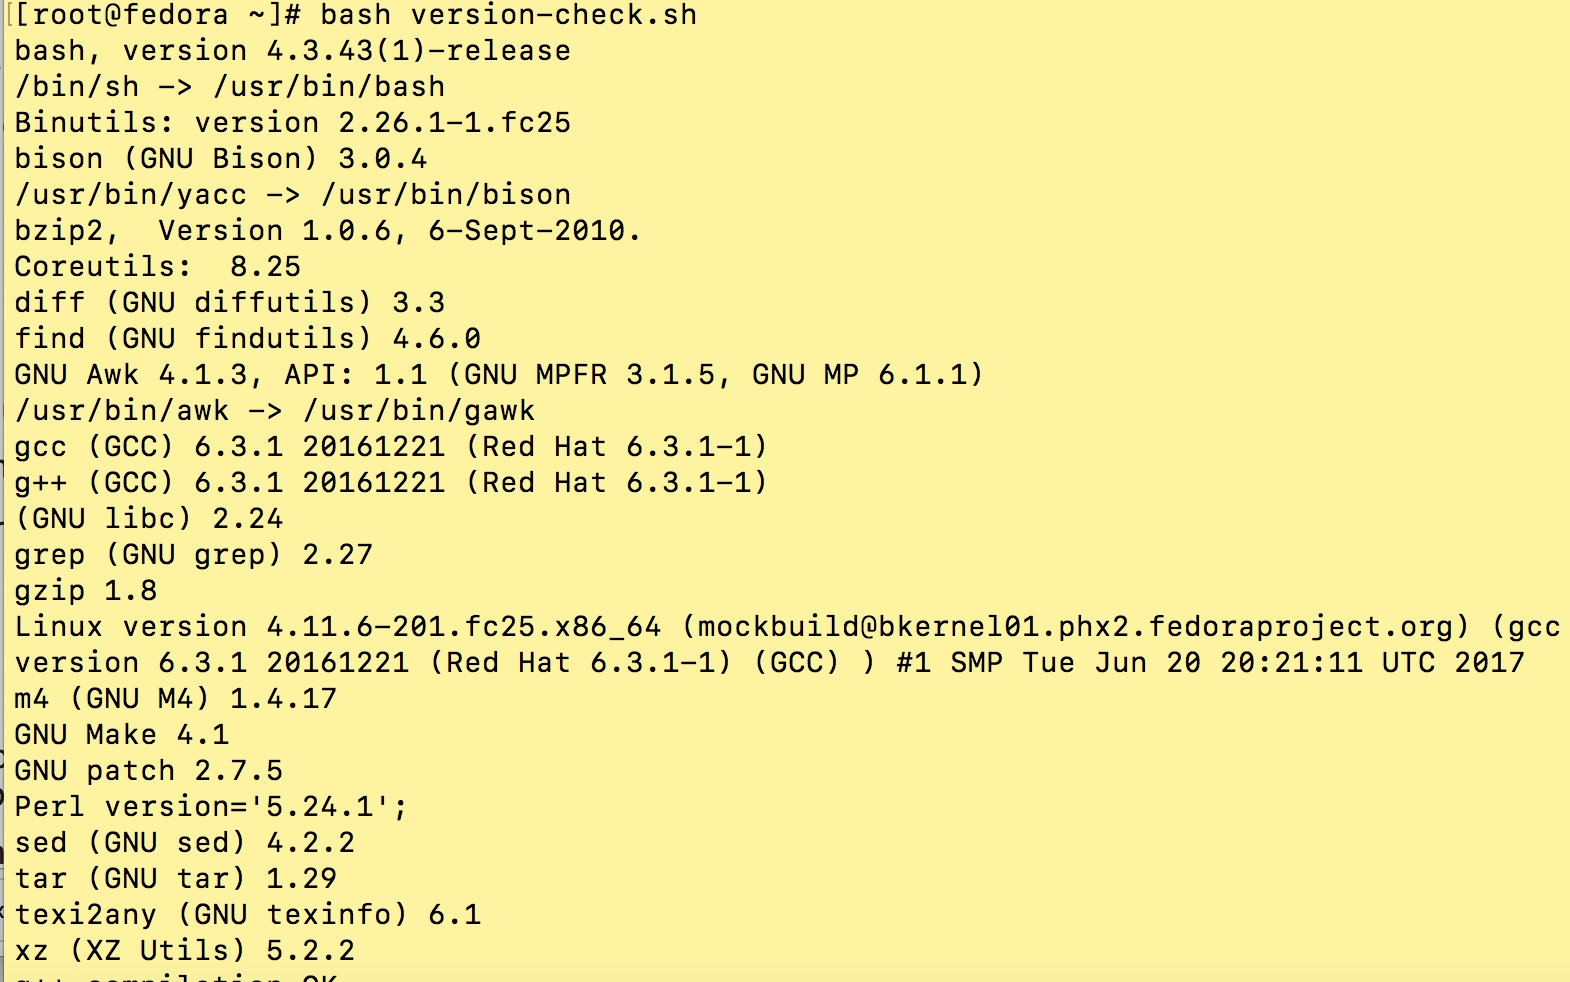 [[root@fedora ~]# bash version-check.sh
bash, version 4.3.43(1)-release
/bin/sh -> /usr/bin/bash
Binutils: version 2.26.1-1.fc25
bison (GNU Bison) 3.0.4
/usr/bin/yacc -> /usr/bin/bison
bzip2,  Version 1.0.6, 6-Sept-2010.
Coreutils:  8.25
diff (GNU diffutils) 3.3
find (GNU findutils) 4.6.0
GNU Awk 4.1.3, API: 1.1 (GNU MPFR 3.1.5, GNU MP 6.1.1)
/usr/bin/awk -> /usr/bin/gawk
gcc (GCC) 6.3.1 20161221 (Red Hat 6.3.1-1)
g++ (GCC) 6.3.1 20161221 (Red Hat 6.3.1-1)
(GNU libc) 2.24
grep (GNU grep) 2.27
gzip 1.8
Linux version 4.11.6-201.fc25.x86_64 (mockbuild@bkernel01.phx2.fedoraproject.org) (gcc
version 6.3.1 20161221 (Red Hat 6.3.1-1) (GCC) ) #1 SMP Tue Jun 20 20:21:11 UTC 2017
m4 (GNU M4) 1.4.17
GNU Make 4.1
GNU patch 2.7.5
Perl version='5.24.1';
sed (GNU sed) 4.2.2
tar (GNU tar) 1.29
texi2any (GNU texinfo) 6.1
xz (XZ Utils) 5.2.2
g++ compilation OK